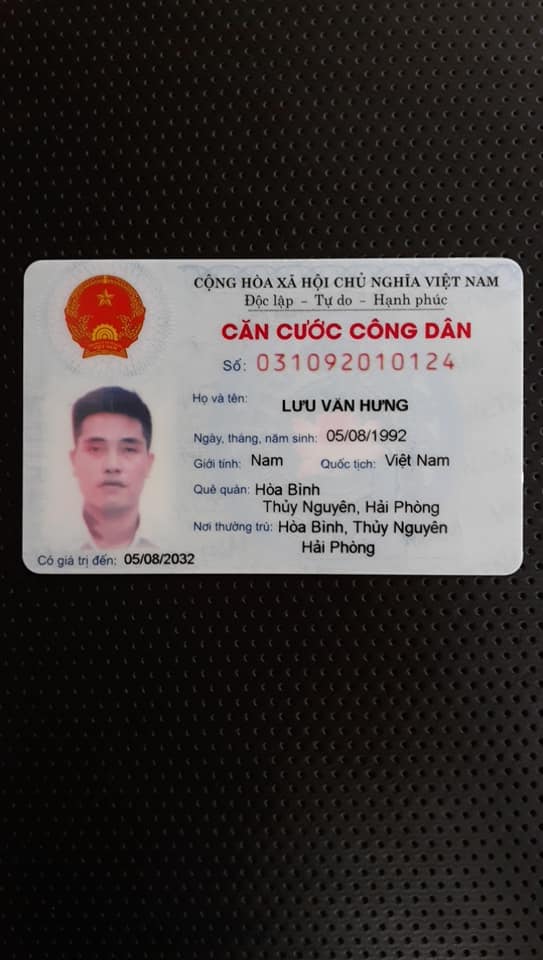 CỘNG HÒA XÃ HỘI CHỦ NGHĨA VIỆT NAM
Độc lập - Tự do - Hạnh phúc
CĂN CƯỚC CÔNG DÂN
Số: 031092010124
Họ và tên: LƯU VĂN HƯNG
Ngày, tháng, năm sinh: 05/08/1992
Giới tính: Nam Quốc tịch: Việt Nam
Quê quán: Hòa Bình
Thủy Nguyên, Hải Phòng
Nơi thường trú: Hòa Bình, Thủy Nguyên
Hải Phòng
Có giá trị đến: 05/08/2032